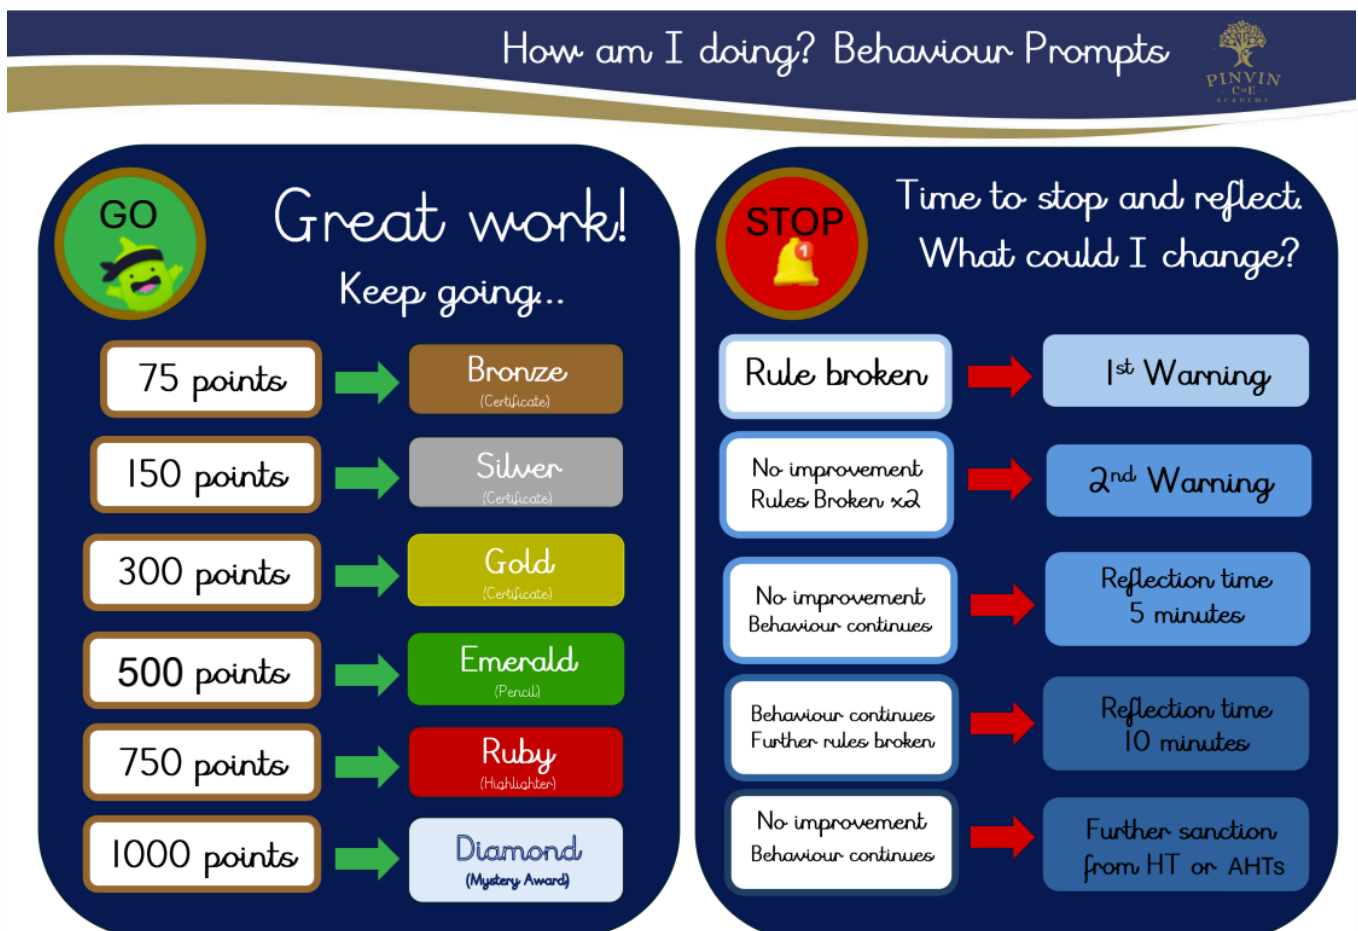 How am I doing? Behaviour Prompts
PINVIN
CofE
ACADEMY
GO
Great work!
Keep going...
75 points
Bronze
(Certificate)
150 points
Silver
(Certificate)
300 points
Gold
(Certificate)
500 points
Emerald
(Pencil)
750 points
Ruby
(Highlighter)
1000 points
Diamond
(Mystery Award)
STOP
1
Time to stop and reflect.
What could I change?
Rule broken
1st Warning
No improvement
Rules Broken x2
2nd Warning
No improvement
Behaviour continues
Reflection time
5 minutes
Behaviour continues
Further rules broken
Reflection time
10 minutes
No improvement
Behaviour continues
Further sanction
from HT or AHTs